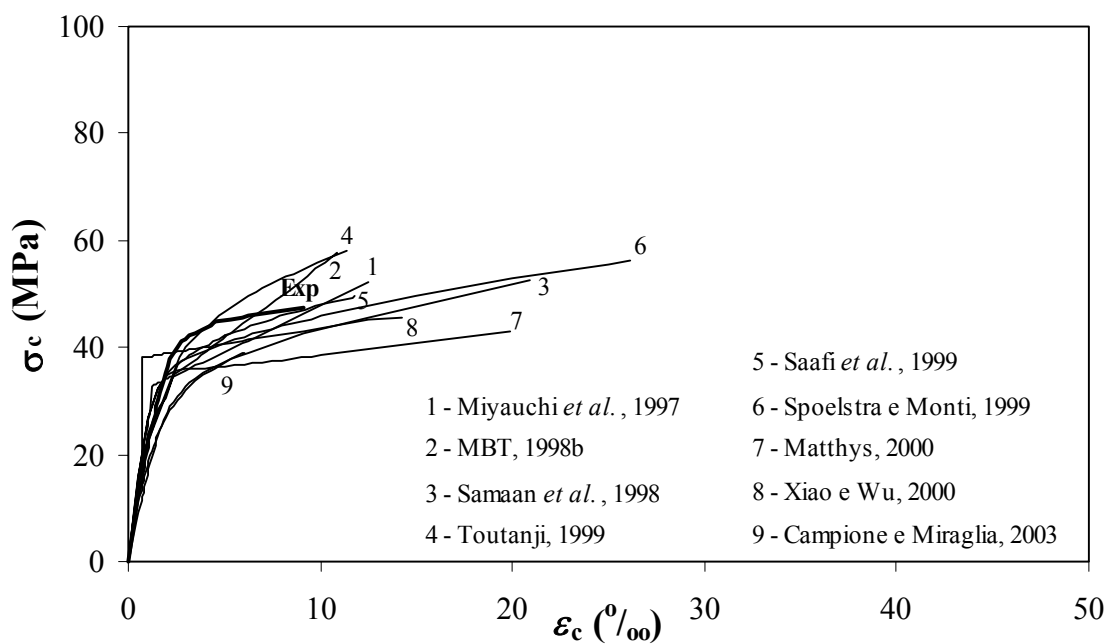 100
80
60
40
20
0
σc (MPa)
0
10
20
30
40
50
εc (º/oo)
4
2
1
6
Exp
5
3
8
7
9
1 - Miyauchi et al., 1997
2 - MBT, 1998b
3 - Samaan et al., 1998
4 - Toutanji, 1999
5 - Saafi et al., 1999
6 - Spoelstra e Monti, 1999
7 - Matthys, 2000
8 - Xiao e Wu, 2000
9 - Campione e Miraglia, 2003